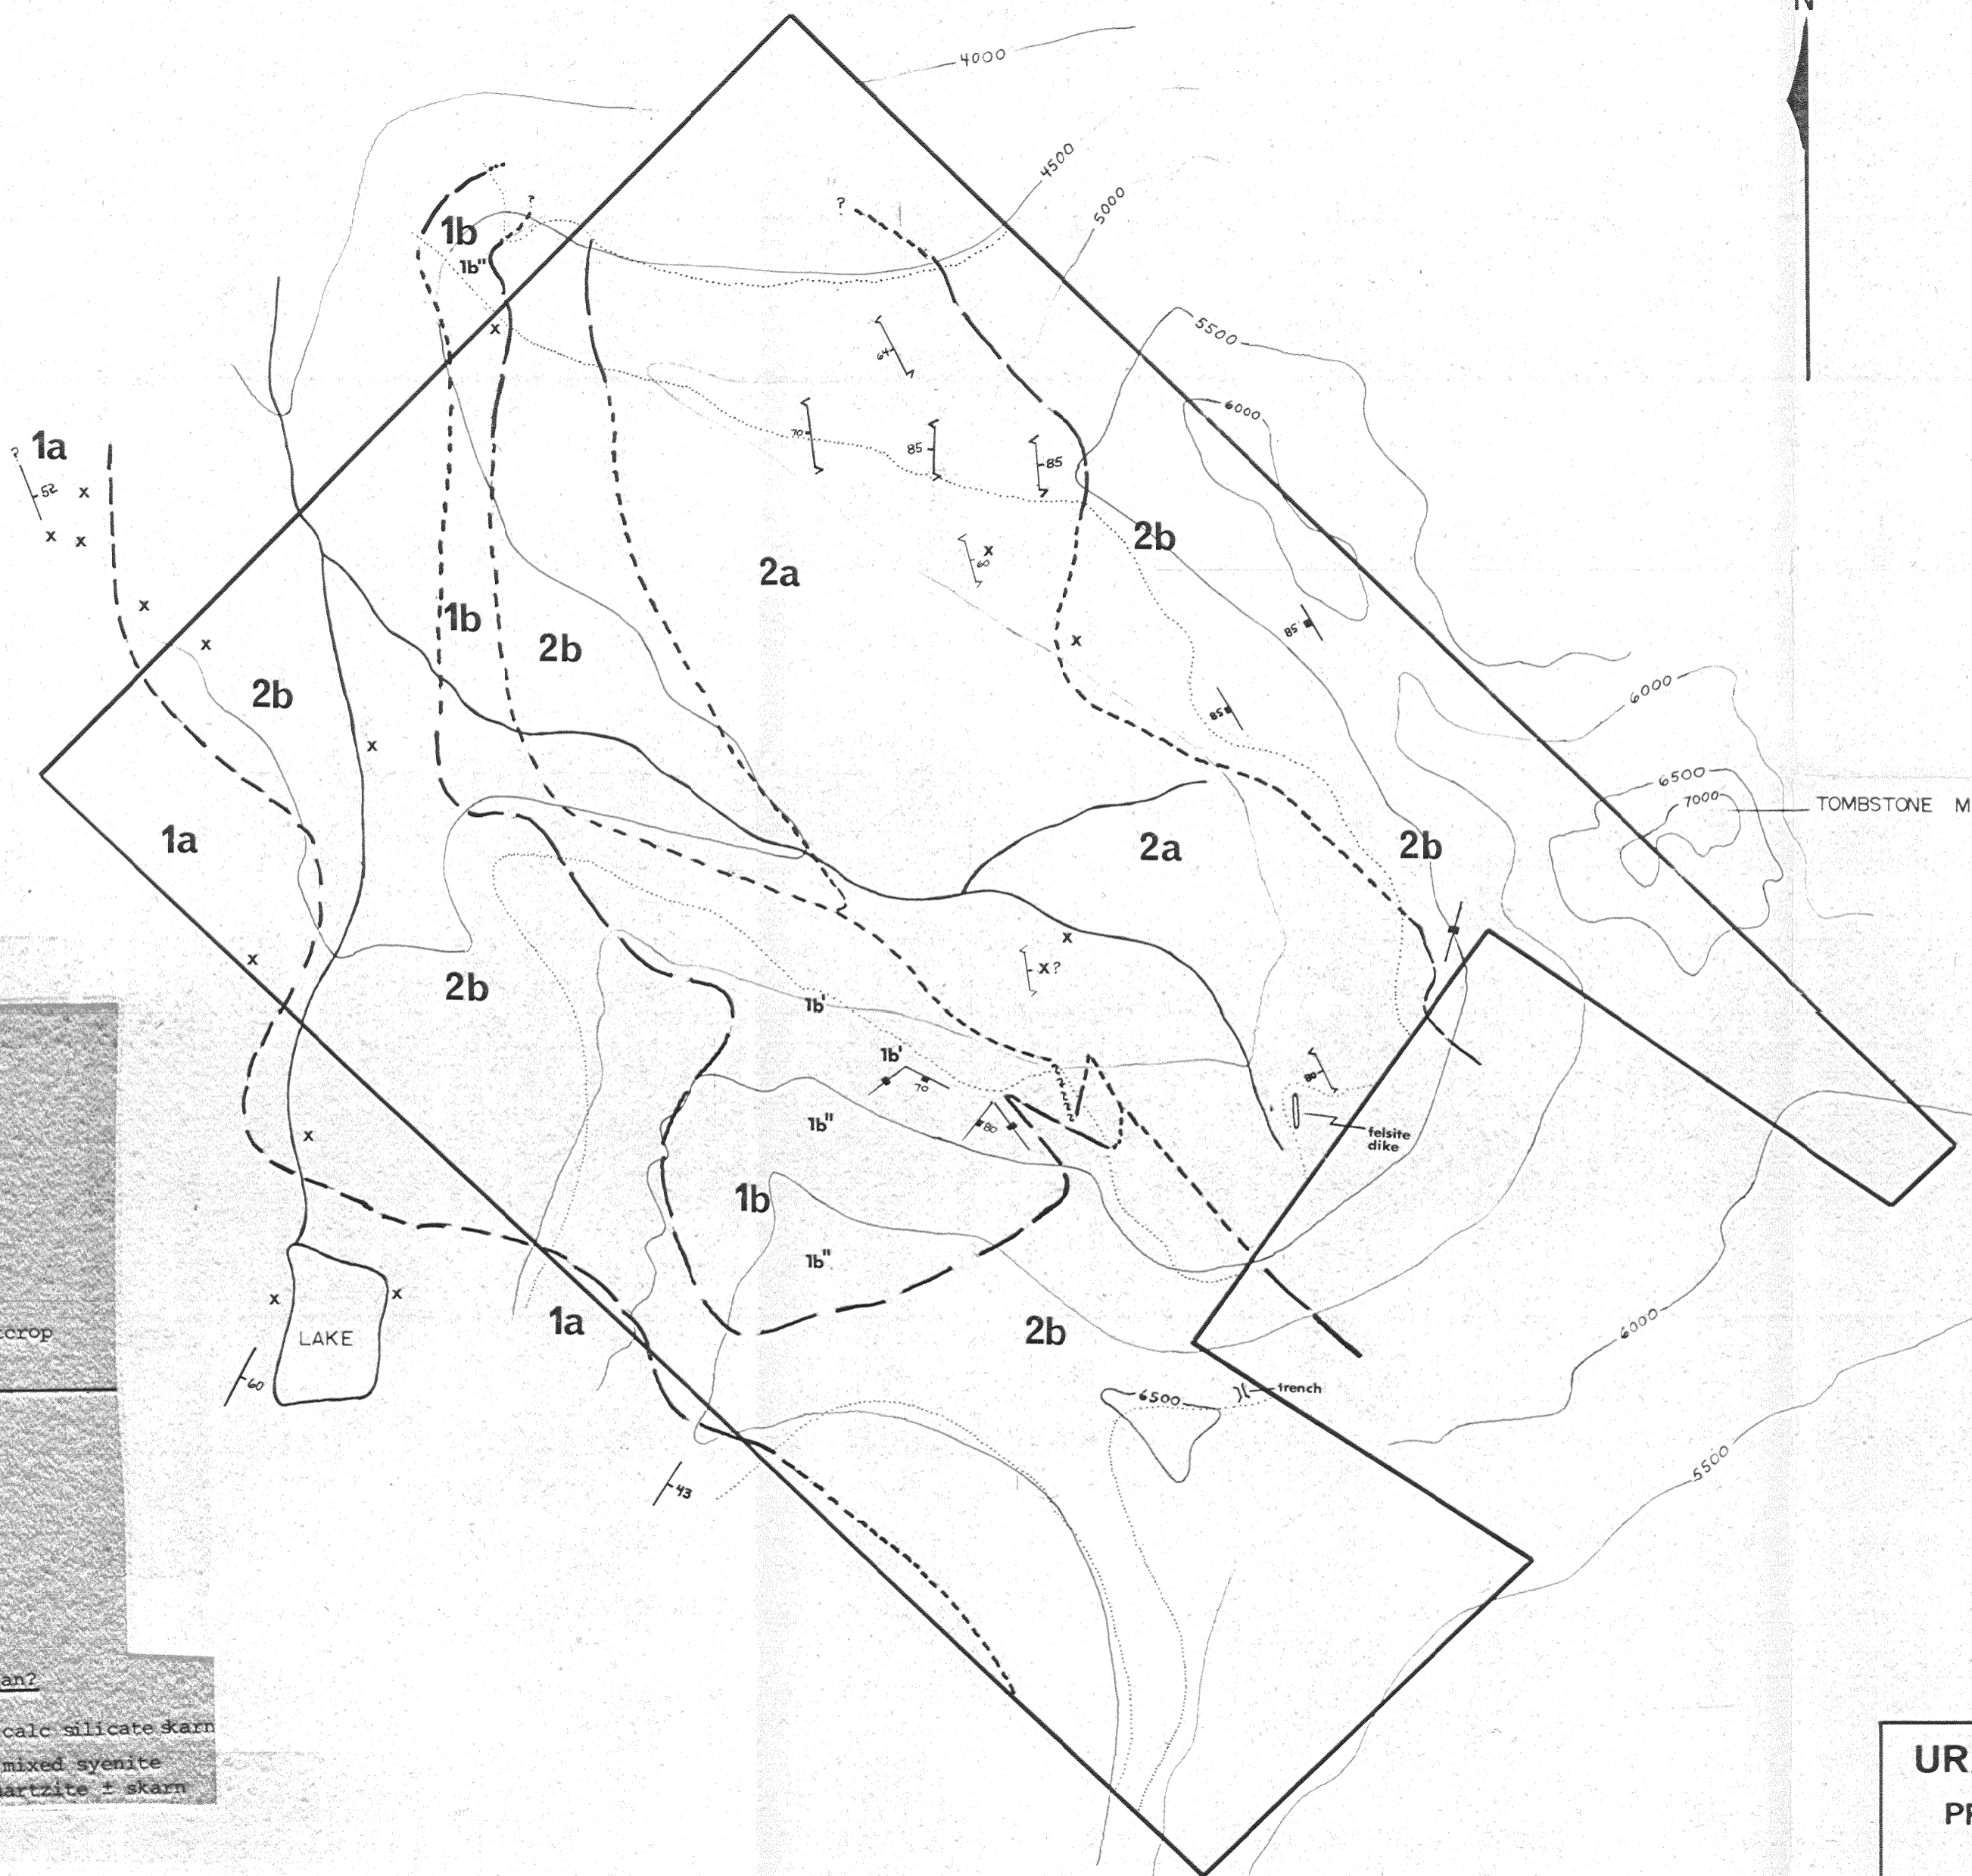 N
4000
4500
5000
?
?
1b
1b"
x
5500
64
6000
1a
?
52
x
x
x
70
85
85
2b
x
60
2a
x
1b
85
x
2b
x
85
6000
2b
x
6500
7000
TOMBSTONE M
1a
2a
2b
x
x
2b
x?
1b'
1b'
70
80
1b"
80
felsite
dike
x
1b
1b"
x
x
1a
2b
LAKE
6000
60
6500
trench
5500
43
crop
an?
calc silicate skarn
mixed syenite
artzite ± skarn
UR